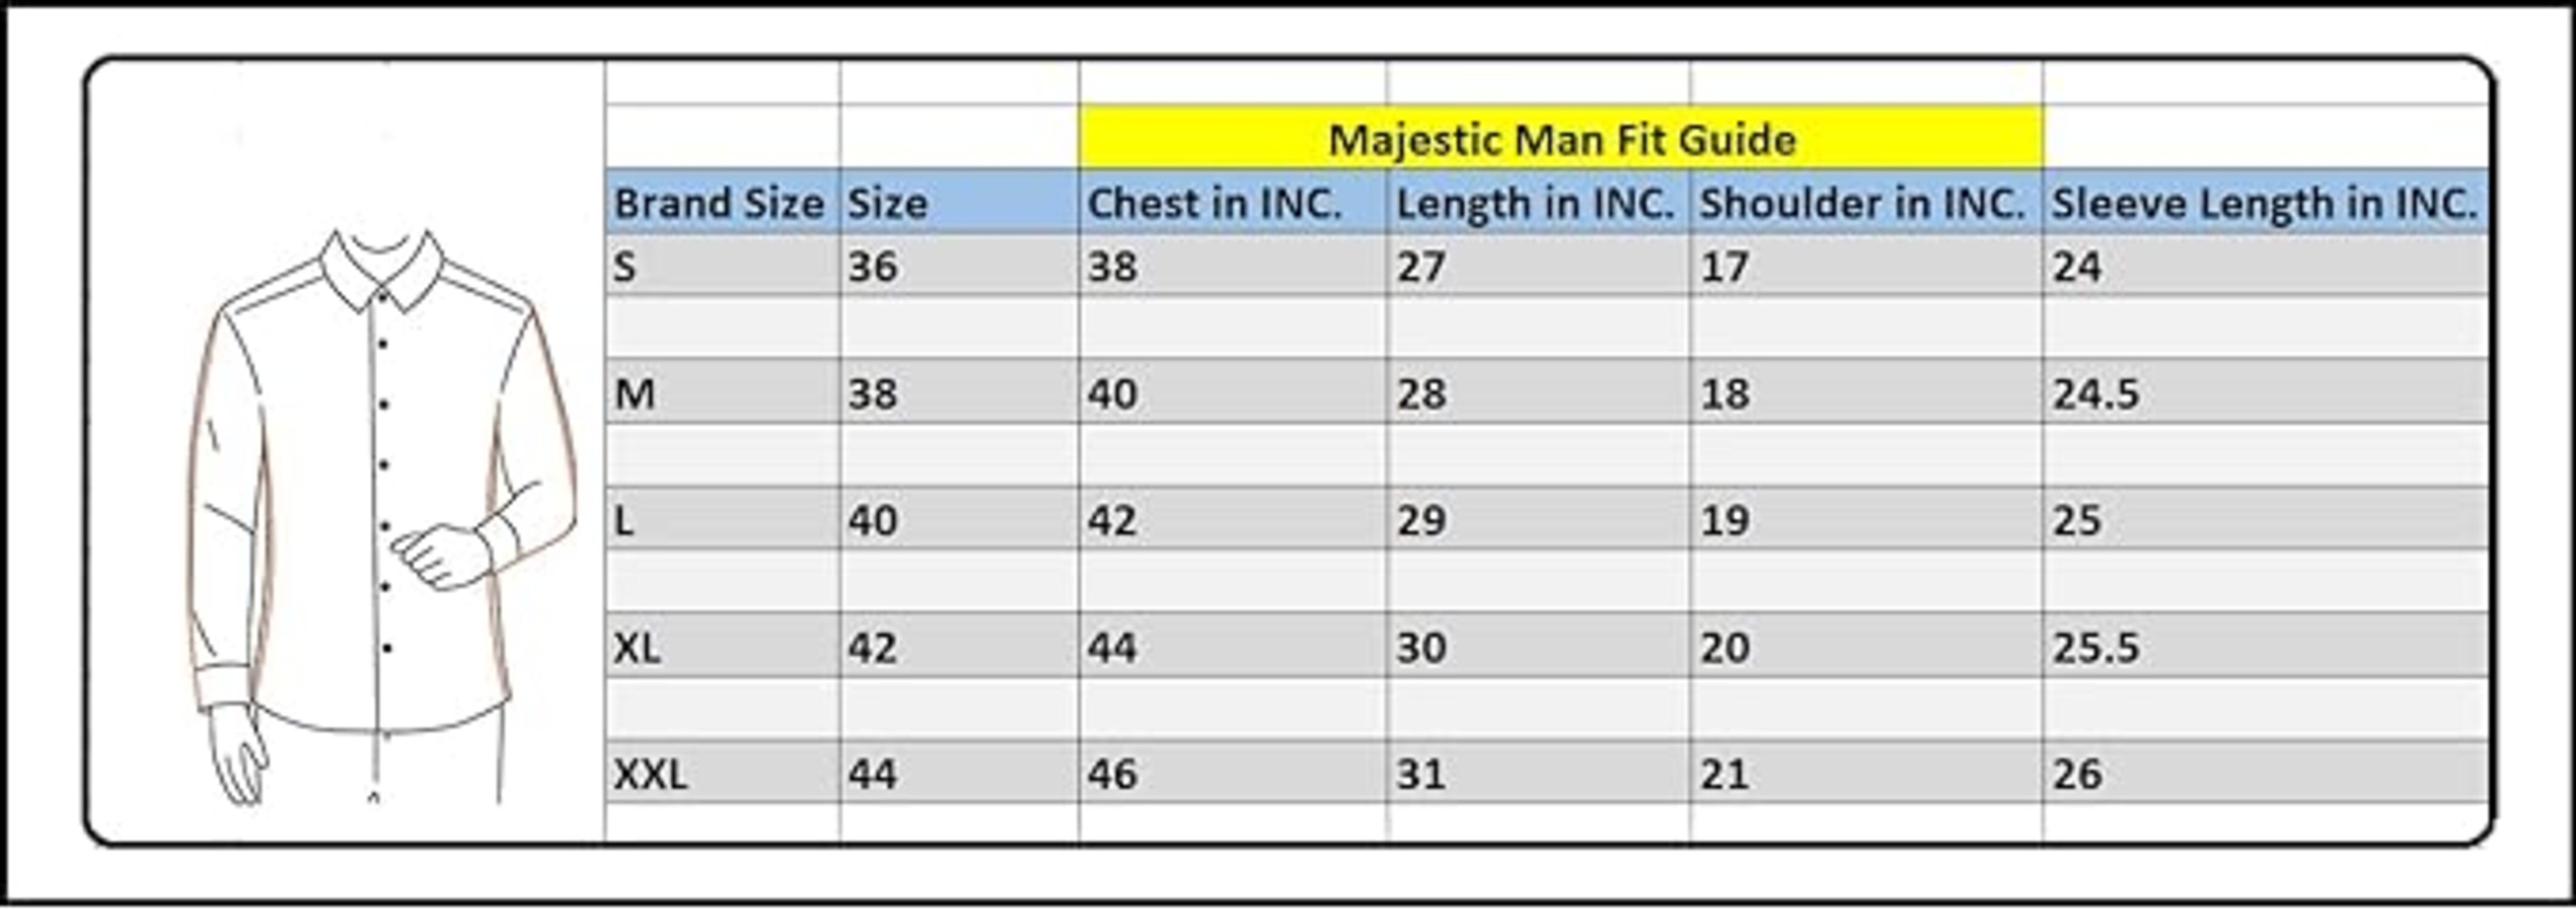 Majestic Man Fit Guide
Brand Size Size Chest in INC. Length in INC. Shoulder in INC. Sleeve Length in INC.
S 36 38 27 17 24
M 38 40 28 18 24.5
L 40 42 29 19 25
XL 42 44 30 20 25.5
XXL 44 46 31 21 26